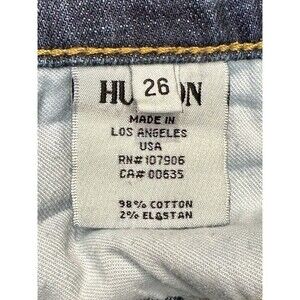 HU 26 ON
MADE IN
LOS ANGELES
USA
RN# 107906
CA# 00635
98% COTTON
2% ELASTAN